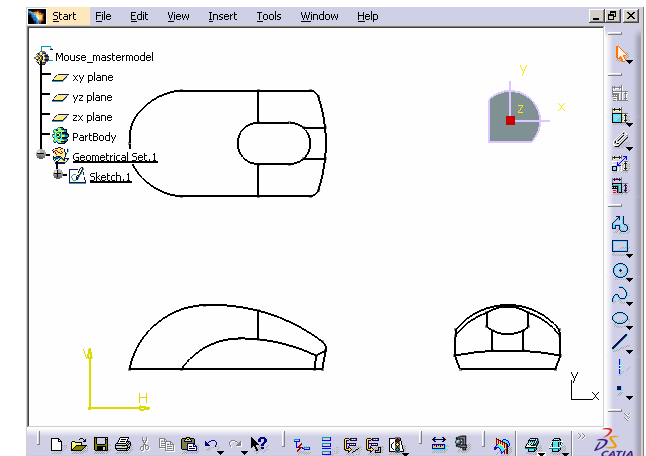 Start File Edit View Insert Tools Window Help
Mouse_mastermodel
xy plane
yz plane
zx plane
PartBody
Geometrical Set.1
Sketch.1
y
x
z
V
H
y
x
CATIA